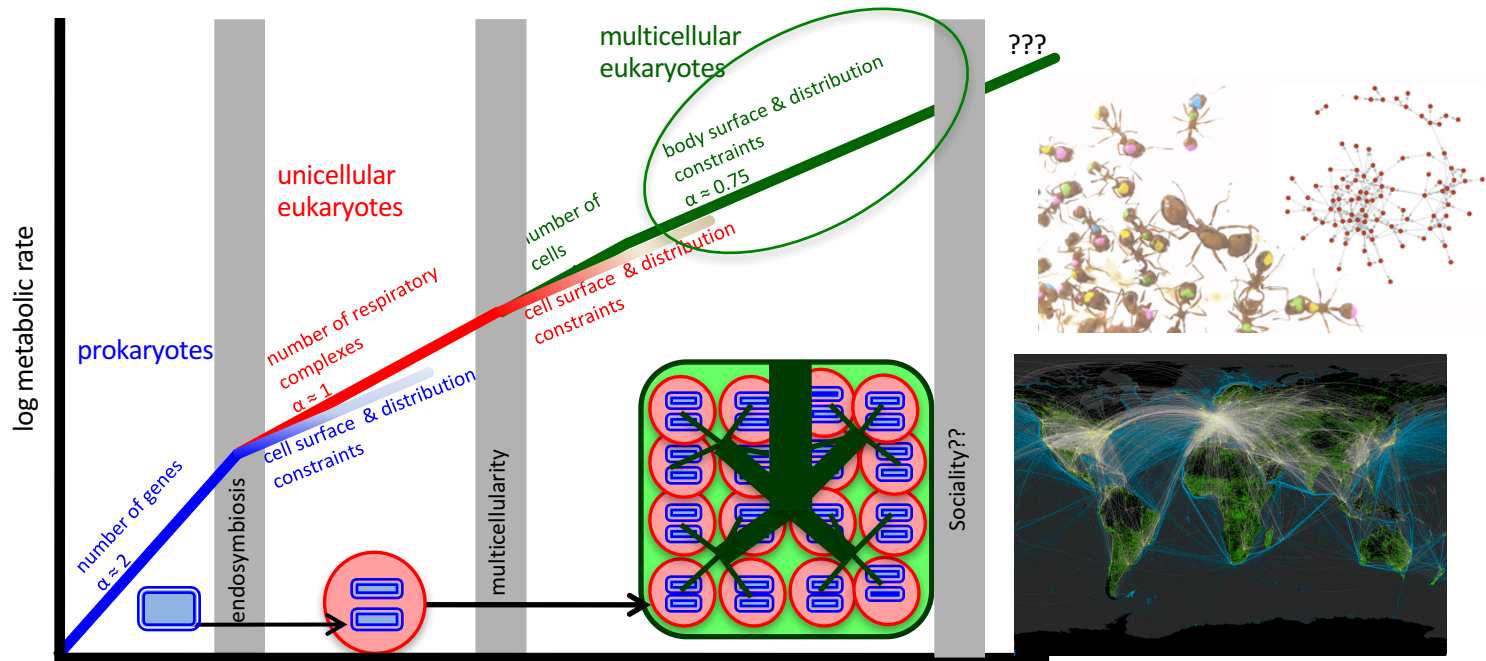 multicellular
eukaryotes
???
body surface & distribution
constraints
α ≈ 0.75
unicellular
eukaryotes
number of
cells
cell surface & distribution
constraints
number of respiratory
complexes
α ≈ 1
prokaryotes
cell surface & distribution
constraints
number of genes
α ≈ 2
log metabolic rate
endosymbiosis
multicellularity
Sociality??